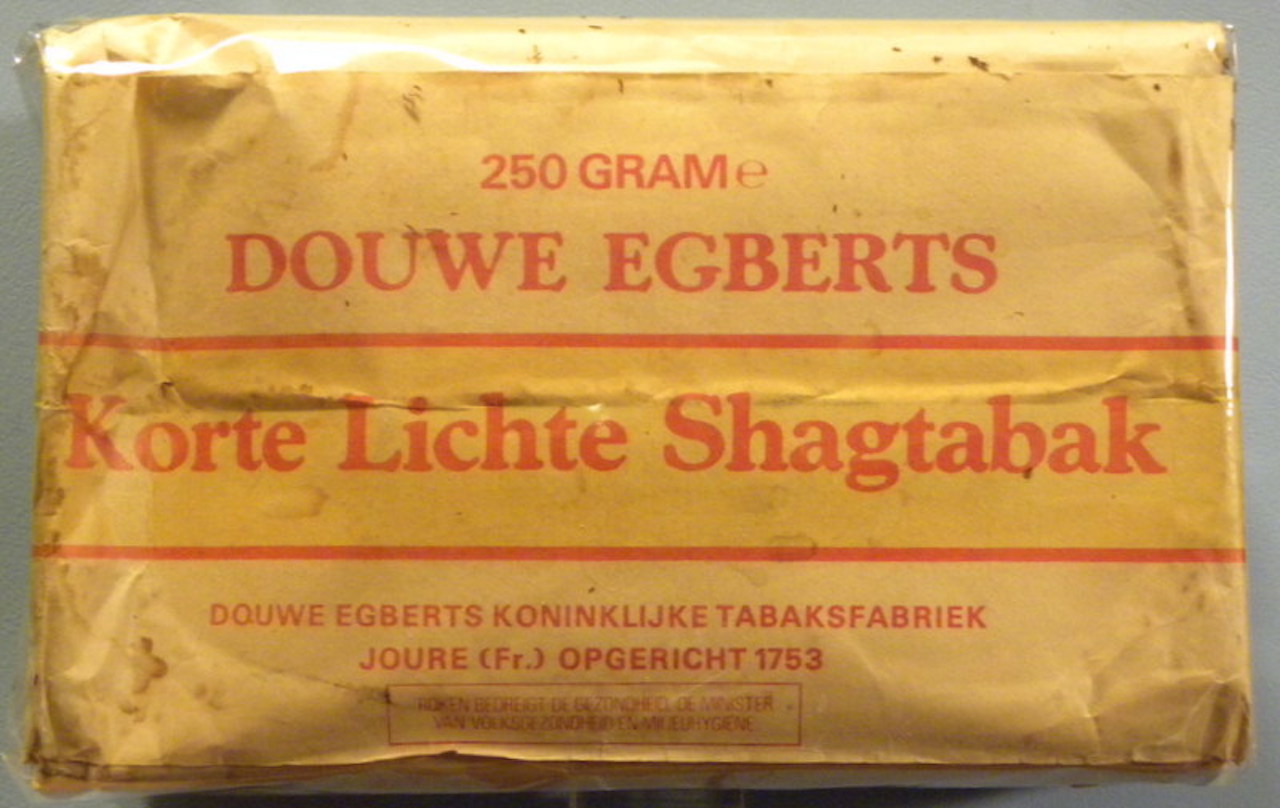 250 GRAM ℮
DOUWE EGBERTS
Korte Lichte Shagtabak
DOUWE EGBERTS KONINKLIJKE TABAKSFABRIEK
JOURE (Fr.) OPGERICHT 1753
ROKEN BEDREIGT DE GEZONDHEID. DE MINISTER
VAN VOLKSGEZONDHEID EN MILIEUHYGIENE